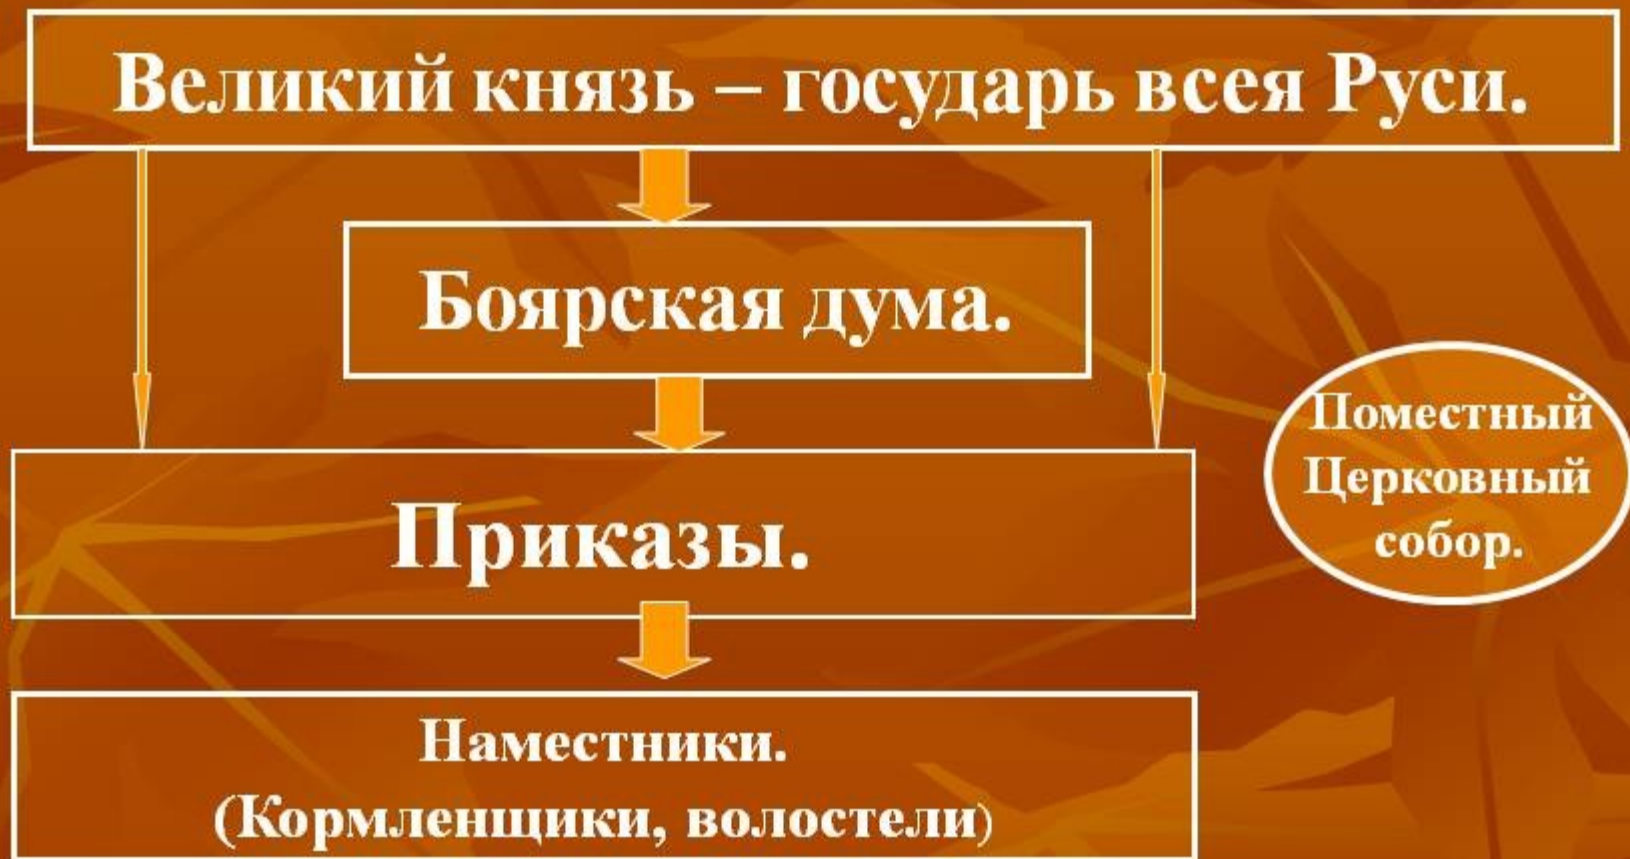 Великий князь – государь всея Руси.
Боярская дума.
Поместный
Церковный
собор.
Приказы.
Наместники.
(Кормленщики, волостели)